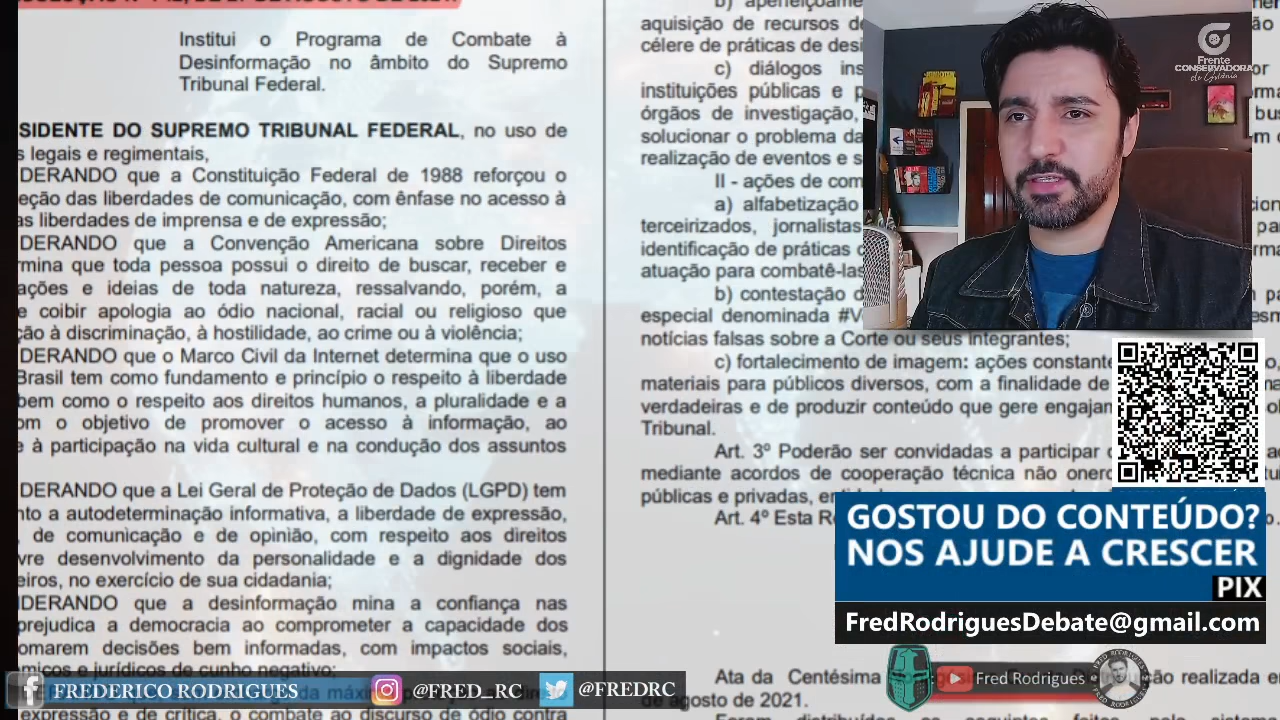 Institui o Programa de Combate à
Desinformação no âmbito do Supremo
Tribunal Federal.
SIDENTE DO SUPREMO TRIBUNAL FEDERAL, no uso de
s legais e regimentais,
DERANDO que a Constituição Federal de 1988 reforçou o
eção das liberdades de comunicação, com ênfase no acesso à
as liberdades de imprensa e de expressão;
DERANDO que a Convenção Americana sobre Direitos
rmina que toda pessoa possui o direito de buscar, receber e
ações e ideias de toda natureza, ressalvando, porém, a
e coibir apologia ao ódio nacional, racial ou religioso que
ção à discriminação, à hostilidade, ao crime ou à violência;
DERANDO que o Marco Civil da Internet determina que o uso
Brasil tem como fundamento e princípio o respeito à liberdade
bem como o respeito aos direitos humanos, a pluralidade e a
om o objetivo de promover o acesso à informação, ao
e à participação na vida cultural e na condução dos assuntos
DERANDO que a Lei Geral de Proteção de Dados (LGPD) tem
nto a autodeterminação informativa, a liberdade de expressão,
, de comunicação e de opinião, com respeito aos direitos
vre desenvolvimento da personalidade e a dignidade dos
eiros, no exercício de sua cidadania;
IDERANDO que a desinformação mina a confiança nas
prejudica a democracia ao comprometer a capacidade dos
omarem decisões bem informadas, com impactos sociais,
micos e jurídicos de cunho negativo;
expressão e de crítica, o combate ao discurso de ódio contra
b) aperfeiçoame
aquisição de recursos de
célere de práticas de desi
c) diálogos ins
instituições públicas e p
órgãos de investigação,
solucionar o problema da
realização de eventos e s
II - ações de com
a) alfabetização
terceirizados, jornalistas
identificação de práticas d
atuação para combatê-las
b) contestação d
especial denominada #V
notícias falsas sobre a Corte ou seus integrantes;
c) fortalecimento de imagem: ações constante
materiais para públicos diversos, com a finalidade de
verdadeiras e de produzir conteúdo que gere engajam
Tribunal.
Art. 3º Poderão ser convidadas a participar
mediante acordos de cooperação técnica não onero
públicas e privadas,
Art. 4º Esta Re
Ata da Centésima
realizada e
agosto de 2021.
Frente
CONSERVADORA
de Goiânia
GOSTOU DO CONTEÚDO?
NOS AJUDE A CRESCER
PIX
FredRodriguesDebate@gmail.com
FREDERICO RODRIGUES
@FRED_RC
@FREDRC
Fred Rodrigues